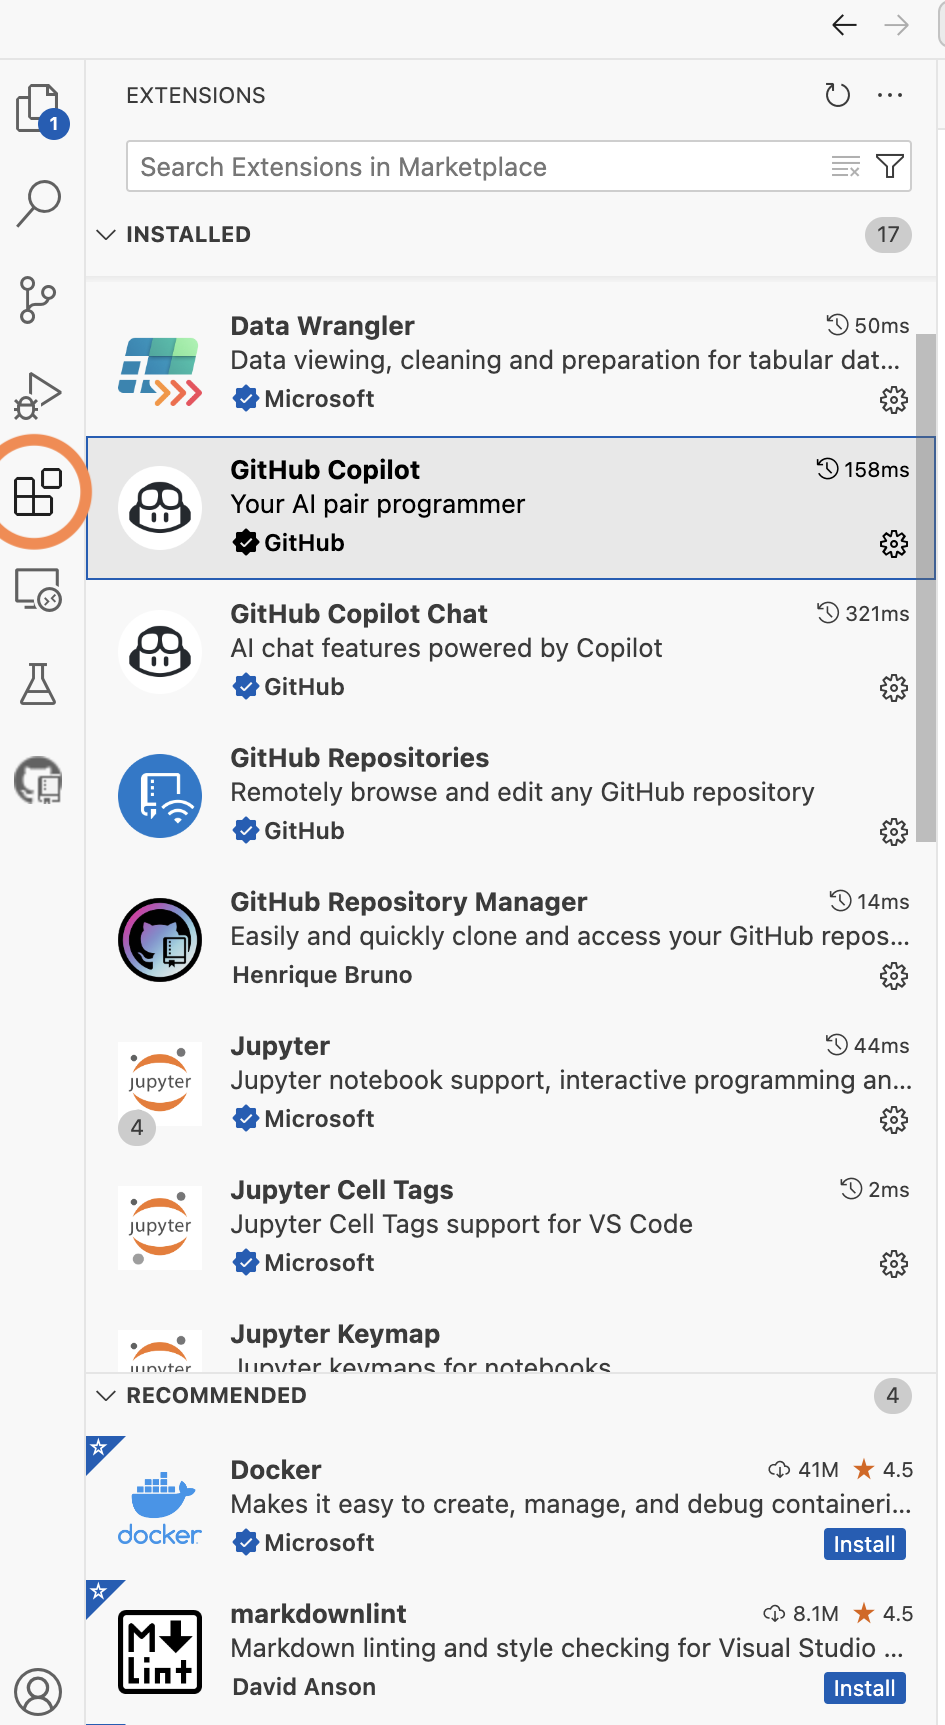 EXTENSIONS
1
Search Extensions in Marketplace
INSTALLED 17
Data Wrangler 50ms
Data viewing, cleaning and preparation for tabular dat...
Microsoft
GitHub Copilot 158ms
Your AI pair programmer
GitHub
GitHub Copilot Chat 321ms
AI chat features powered by Copilot
GitHub
GitHub Repositories
Remotely browse and edit any GitHub repository
GitHub
GitHub Repository Manager 14ms
Easily and quickly clone and access your GitHub repos...
Henrique Bruno
Jupyter 44ms
jupyter
Jupyter notebook support, interactive programming an...
4
Microsoft
Jupyter Cell Tags 2ms
jupyter
Jupyter Cell Tags support for VS Code
Microsoft
Jupyter Keymap
jupyter
Jupyter keymaps for notebooks
RECOMMENDED 4
Docker 41M 4.5
Makes it easy to create, manage, and debug containeri...
docker
Microsoft Install
markdownlint 8.1M 4.5
M Lint
Markdown linting and style checking for Visual Studio ...
David Anson Install